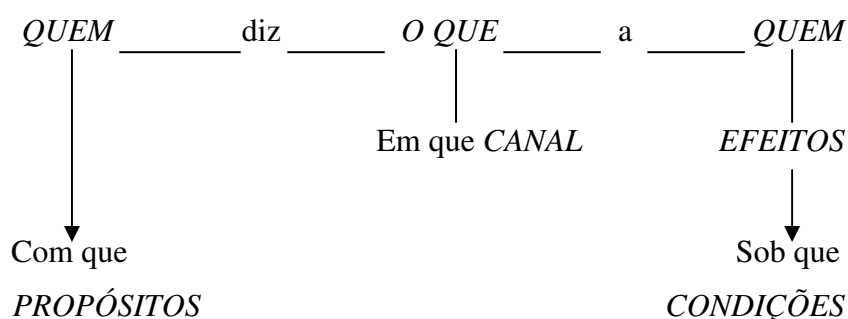 QUEM diz O QUE a QUEM
Em que CANAL EFEITOS
Com que Sob que
PROPÓSITOS CONDIÇÕES